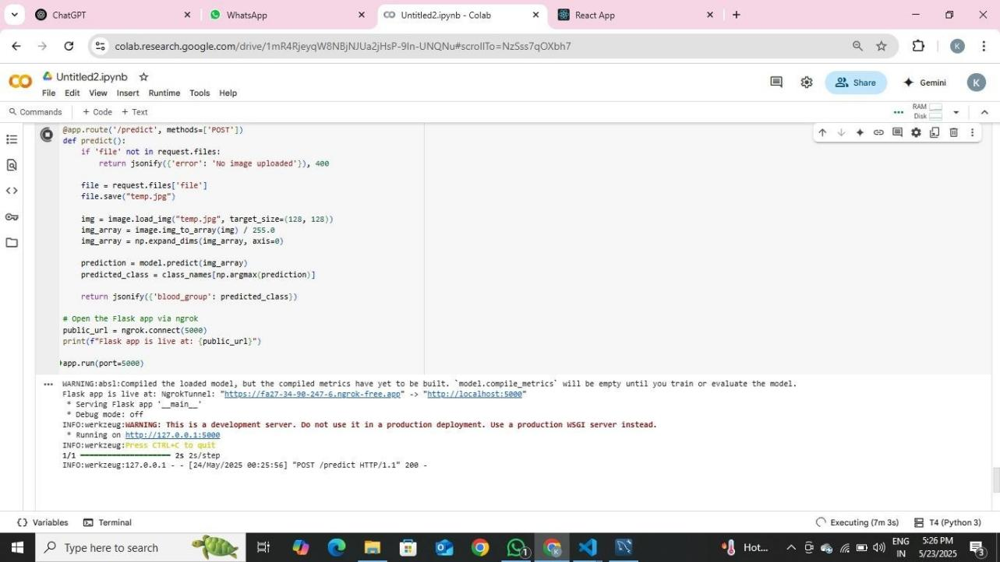 ChatGPT
WhatsApp
Untitled2.ipynb - Colab
React App
colab.research.google.com/drive/1mR4RjeyqW8NBjNJUa2jHsP-9In-UNQNu#scrollTo=NzSss7qOXbh7
K
CO Untitled2.ipynb
File Edit View Insert Runtime Tools Help
Share
Gemini
K
Commands + Code + Text
RAM
Disk
@app.route('/predict', methods=['POST'])
def predict():
    if 'file' not in request.files:
        return jsonify({'error': 'No image uploaded'}), 400
    file = request.files['file']
    file.save("temp.jpg")
    img = image.load_img("temp.jpg", target_size=(128, 128))
    img_array = image.img_to_array(img) / 255.0
    img_array = np.expand_dims(img_array, axis=0)
    prediction = model.predict(img_array)
    predicted_class = class_names[np.argmax(prediction)]
    return jsonify({'blood_group': predicted_class})
# Open the Flask app via ngrok
public_url = ngrok.connect(5000)
print(f"Flask app is live at: {public_url}")
app.run(port=5000)
WARNING:absl:Compiled the loaded model, but the compiled metrics have yet to be built. `model.compile_metrics` will be empty until you train or evaluate the model.
Flask app is live at: NgrokTunnel: "https://fa27-34-90-247-6.ngrok-free.app" -> "http://localhost:5000"
 * Serving Flask app '__main__'
 * Debug mode: off
INFO:werkzeug:WARNING: This is a development server. Do not use it in a production deployment. Use a production WSGI server instead.
 * Running on http://127.0.0.1:5000
INFO:werkzeug:Press CTRL+C to quit
1/1 2s 2s/step
INFO:werkzeug:127.0.0.1 - - [24/May/2025 00:25:56] "POST /predict HTTP/1.1" 200 -
Variables
Terminal
Executing (7m 3s)
T4 (Python 3)
Type here to search
1
K
Hot...
ENG
IN
5:26 PM
5/23/2025
3